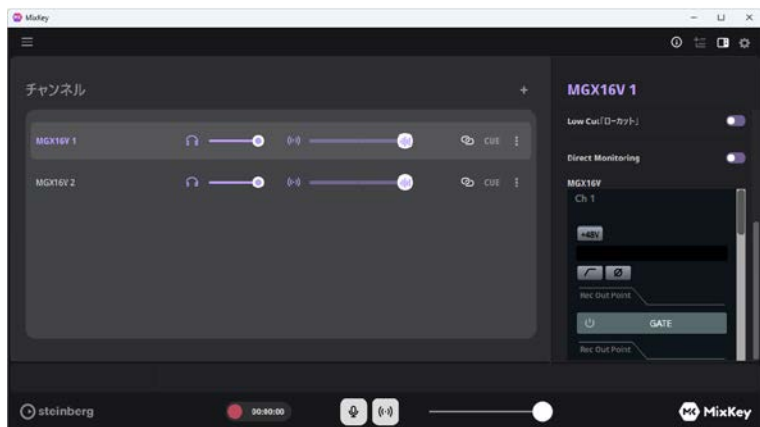 MixKey
チャンネル +
MGX16V 1 CUE
MGX16V 2 CUE
MGX16V 1
Low Cut「ローカット」
Direct Monitoring
MGX16V
Ch 1
+48V
Ø
Rec Out Point
GATE
Rec Out Point
steinberg
00:00:00
MK MixKey